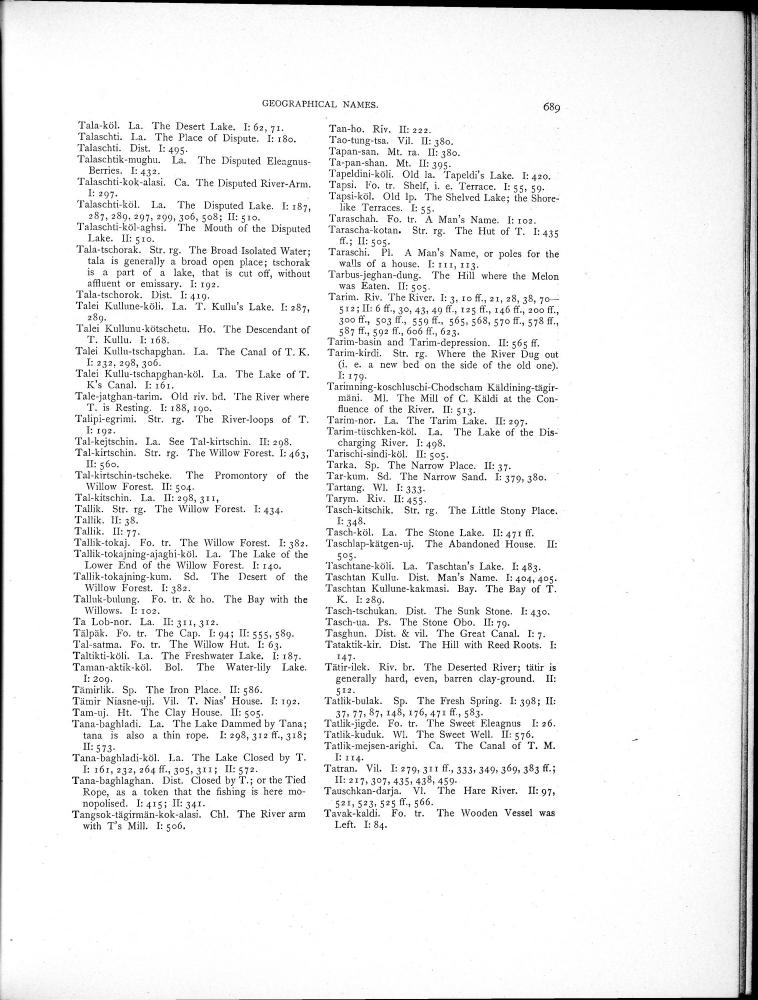 GEOGRAPHICAL NAMES.
689
Tala-köl. La. The Desert Lake. I: 62, 71.
Talaschti. La. The Place of Dispute. I: 180.
Talaschti. Dist. I: 495.
Talaschtik-mughu. La. The Disputed Eleagnus-
Berries. I: 432.
Talaschti-kok-alasi. Ca. The Disputed River-Arm.
I: 297.
Talaschti-köl. La. The Disputed Lake. I: 187,
287, 289, 297, 299, 306, 508; II: 510.
Talaschti-köl-aghsi. The Mouth of the Disputed
Lake. II: 510.
Tala-tschorak. Str. rg. The Broad Isolated Water;
tala is generally a broad open place; tschorak
is a part of a lake, that is cut off, without
affluent or emissary. I: 192.
Tala-tschorok. Dist. I: 419.
Talei Kullune-köli. La. T. Kullu's Lake. I: 287,
289.
Talei Kullunu-kötschetu. Ho. The Descendant of
T. Kullu. I: 168.
Talei Kullu-tschapghan. La. The Canal of T. K.
I: 232, 298, 306.
Talei Kullu-tschapghan-köl. La. The Lake of T.
K's Canal. I: 161.
Tale-jatghan-tarim. Old riv. bd. The River where
T. is Resting. I: 188, 190.
Talipi-egrimi. Str. rg. The River-loops of T.
I: 192.
Tal-kejtschin. La. See Tal-kirtschin. II: 298.
Tal-kirtschin. Str. rg. The Willow Forest. I: 463,
II: 560.
Tal-kirtschin-tscheke. The Promontory of the
Willow Forest. II: 504.
Tal-kitschin. La. II: 298, 311,
Tallik. Str. rg. The Willow Forest. I: 434.
Tallik. II: 38.
Tallik. II: 77.
Tallik-tokaj. Fo. tr. The Willow Forest. I: 382.
Tallik-tokajning-ajaghi-köl. La. The Lake of the
Lower End of the Willow Forest. I: 140.
Tallik-tokajning-kum. Sd. The Desert of the
Willow Forest. I: 382.
Talluk-bulung. Fo. tr. & ho. The Bay with the
Willows. I: 102.
Ta Lob-nor. La. II: 311, 312.
Tälpäk. Fo. tr. The Cap. I: 94; II: 555, 589.
Tal-satma. Fo. tr. The Willow Hut. I: 63.
Taltikti-köli. La. The Freshwater Lake. I: 187.
Taman-aktik-köl. Bol. The Water-lily Lake.
I: 209.
Tämirlik. Sp. The Iron Place. II: 586.
Tämir Niasne-uji. Vil. T. Nias' House. I: 192.
Tam-uj. Ht. The Clay House. II: 505.
Tana-baghladi. La. The Lake Dammed by Tana;
tana is also a thin rope. I: 298, 312 ff., 318;
II: 573.
Tana-baghladi-köl. La. The Lake Closed by T.
I: 161, 232, 264 ff., 305, 311; II: 572.
Tana-baghlaghan. Dist. Closed by T.; or the Tied
Rope, as a token that the fishing is here mo-
nopolised. I: 415; II: 341.
Tangsok-tägirmän-kok-alasi. Chl. The River arm
with T's Mill. I: 506.
Tan-ho. Riv. II: 222.
Tao-tung-tsa. Vil. II: 380.
Tapan-san. Mt. ra. II: 380.
Ta-pan-shan. Mt. II: 395.
Tapeldini-köli. Old la. Tapeldi's Lake. I: 420.
Tapsi. Fo. tr. Shelf, i. e. Terrace. I: 55, 59.
Tapsi-köl. Old lp. The Shelved Lake; the Shore-
like Terraces. I: 55.
Taraschah. Fo. tr. A Man's Name. I: 102.
Tarascha-kotan. Str. rg. The Hut of T. I: 435
ff.; II: 505.
Taraschi. Pl. A Man's Name, or poles for the
walls of a house. I: 111, 113.
Tarbus-jeghan-dung. The Hill where the Melon
was Eaten. II: 505.
Tarim. Riv. The River. I: 3, 10 ff., 21, 28, 38, 70—
512; II: 6 ff., 30, 43, 49 ff., 125 ff., 146 ff., 200 ff.,
300 ff., 503 ff., 559 ff., 565, 568, 570 ff., 578 ff.,
587 ff., 592 ff., 606 ff., 623.
Tarim-basin and Tarim-depression. II: 565 ff.
Tarim-kirdi. Str. rg. Where the River Dug out
(i. e. a new bed on the side of the old one).
I: 179.
Tarimning-koschluschi-Chodscham Käldining-tägir-
mäni. Ml. The Mill of C. Käldi at the Con-
fluence of the River. II: 513.
Tarim-nor. La. The Tarim Lake. II: 297.
Tarim-tüschken-köl. La. The Lake of the Dis-
charging River. I: 498.
Tarischi-sindi-köl. II: 505.
Tarka. Sp. The Narrow Place. II: 37.
Tar-kum. Sd. The Narrow Sand. I: 379, 380.
Tartang. Wl. I: 333.
Tarym. Riv. II: 455.
Tasch-kitschik. Str. rg. The Little Stony Place.
I: 348.
Tasch-köl. La. The Stone Lake. II: 471 ff.
Taschlap-kätgen-uj. The Abandoned House. II:
505.
Taschtane-köli. La. Taschtan's Lake. I: 483.
Taschtan Kullu. Dist. Man's Name. I: 404, 405.
Taschtan Kullune-kakmasi. Bay. The Bay of T.
K. I: 289.
Tasch-tschukan. Dist. The Sunk Stone. I: 430.
Tasch-ua. Ps. The Stone Obo. II: 79.
Tasghun. Dist. & vil. The Great Canal. I: 7.
Tataktik-kir. Dist. The Hill with Reed Roots. I:
147.
Tätir-ilek. Riv. br. The Deserted River; tätir is
generally hard, even, barren clay-ground. II:
512.
Tatlik-bulak. Sp. The Fresh Spring. I: 398; II:
37, 77, 87, 148, 176, 471 ff., 583.
Tatlik-jigde. Fo. tr. The Sweet Eleagnus I: 26.
Tatlik-kuduk. Wl. The Sweet Well. II: 576.
Tatlik-mejsen-arighi. Ca. The Canal of T. M.
I: 114.
Tatran. Vil. I: 279, 311 ff., 333, 349, 369, 383 ff.;
II: 217, 307, 435, 438, 459.
Tauschkan-darja. Vl. The Hare River. II: 97,
521, 523, 525 ff., 566.
Tavak-kaldi. Fo. tr. The Wooden Vessel was
Left. I: 84.